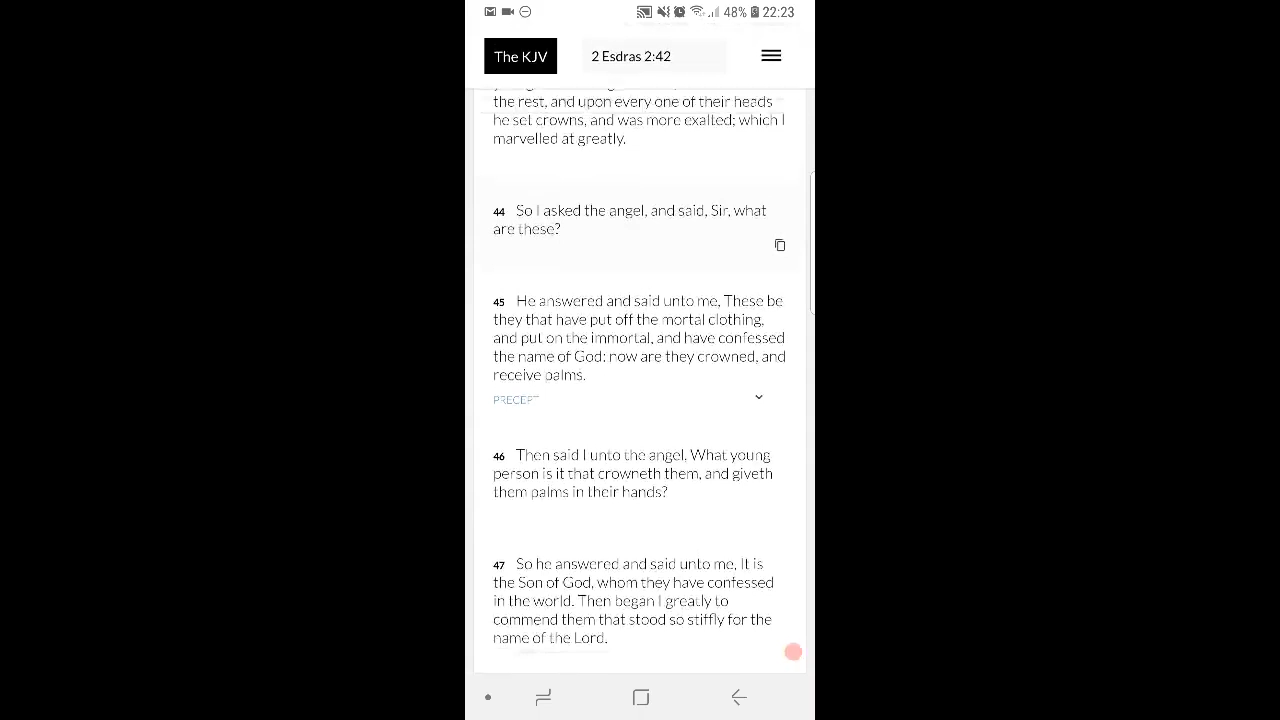 48% 22:23
The KJV
2 Esdras 2:42
the rest, and upon every one of their heads
he set crowns, and was more exalted; which I
marvelled at greatly.
44 So I asked the angel, and said, Sir, what
are these?
45 He answered and said unto me, These be
they that have put off the mortal clothing,
and put on the immortal, and have confessed
the name of God: now are they crowned, and
receive palms.
PRECEPT
46 Then said I unto the angel, What young
person is it that crowneth them, and giveth
them palms in their hands?
47 So he answered and said unto me, It is
the Son of God, whom they have confessed
in the world. Then began I greatly to
commend them that stood so stiffly for the
name of the Lord.